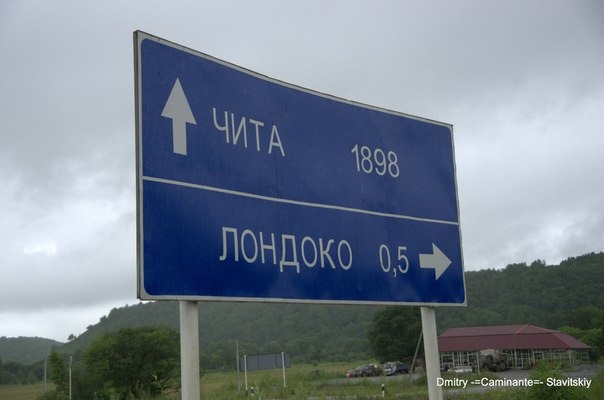 ЧИТА 1898
ЛОНДОКО 0,5
Dmitry -=Caminante=- Stavitskiy